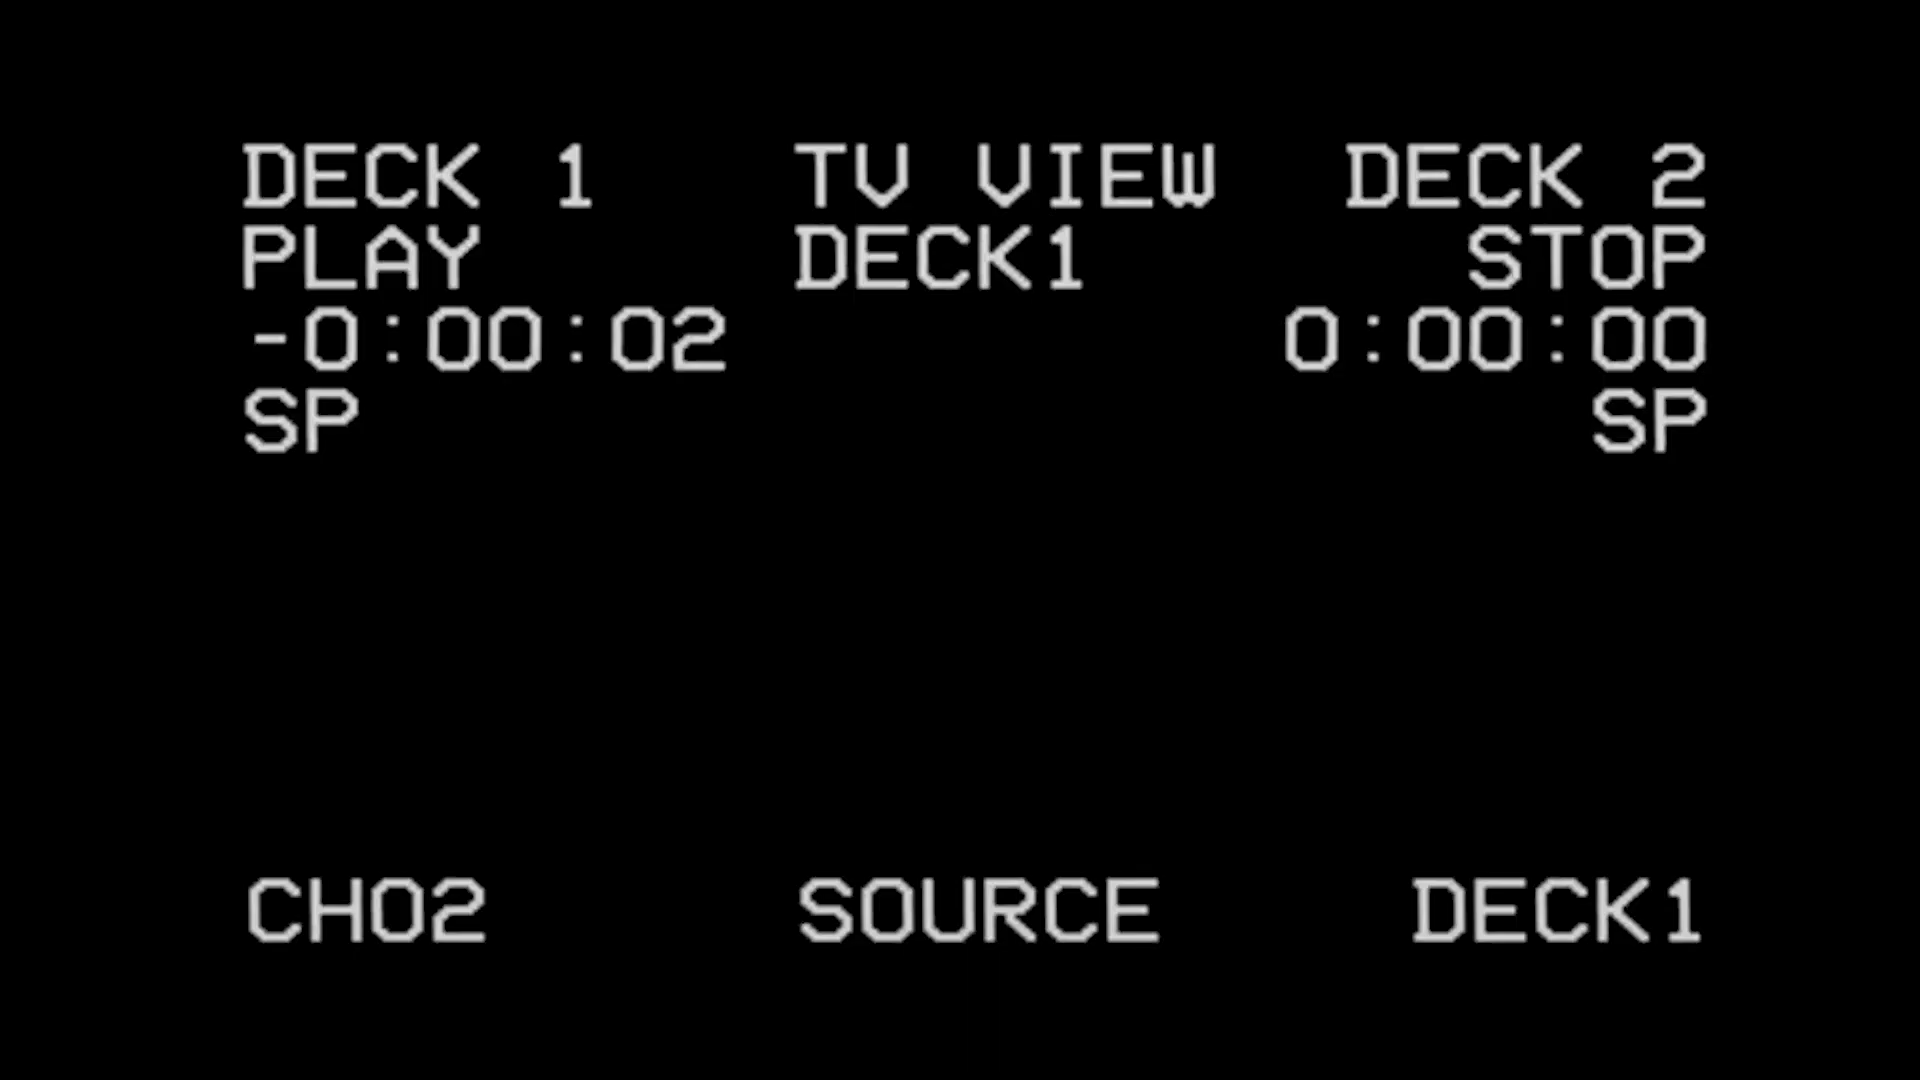 DECK 1 TV VIEW DECK 2
PLAY DECK1 STOP
-0:00:02 0:00:00
SP SP
CH02 SOURCE DECK1